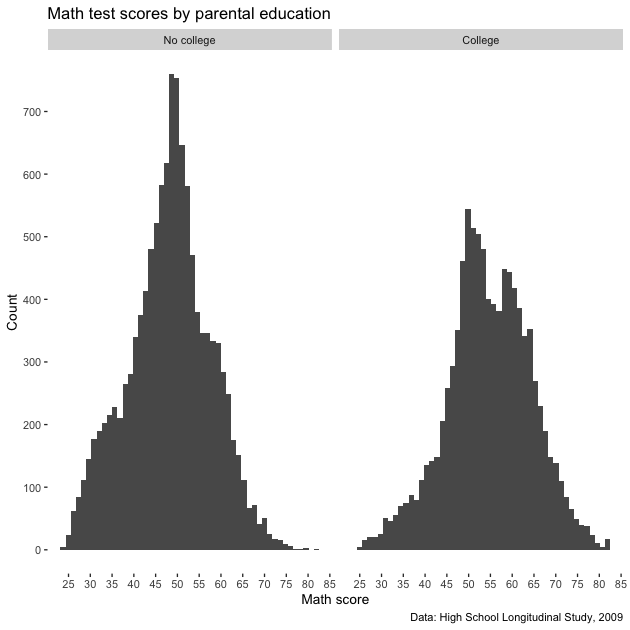 Math test scores by parental education
No college College
Count
700
600
500
400
300
200
100
0
25 30 35 40 45 50 55 60 65 70 75 80 85 25 30 35 40 45 50 55 60 65 70 75 80 85
Math score
Data: High School Longitudinal Study, 2009